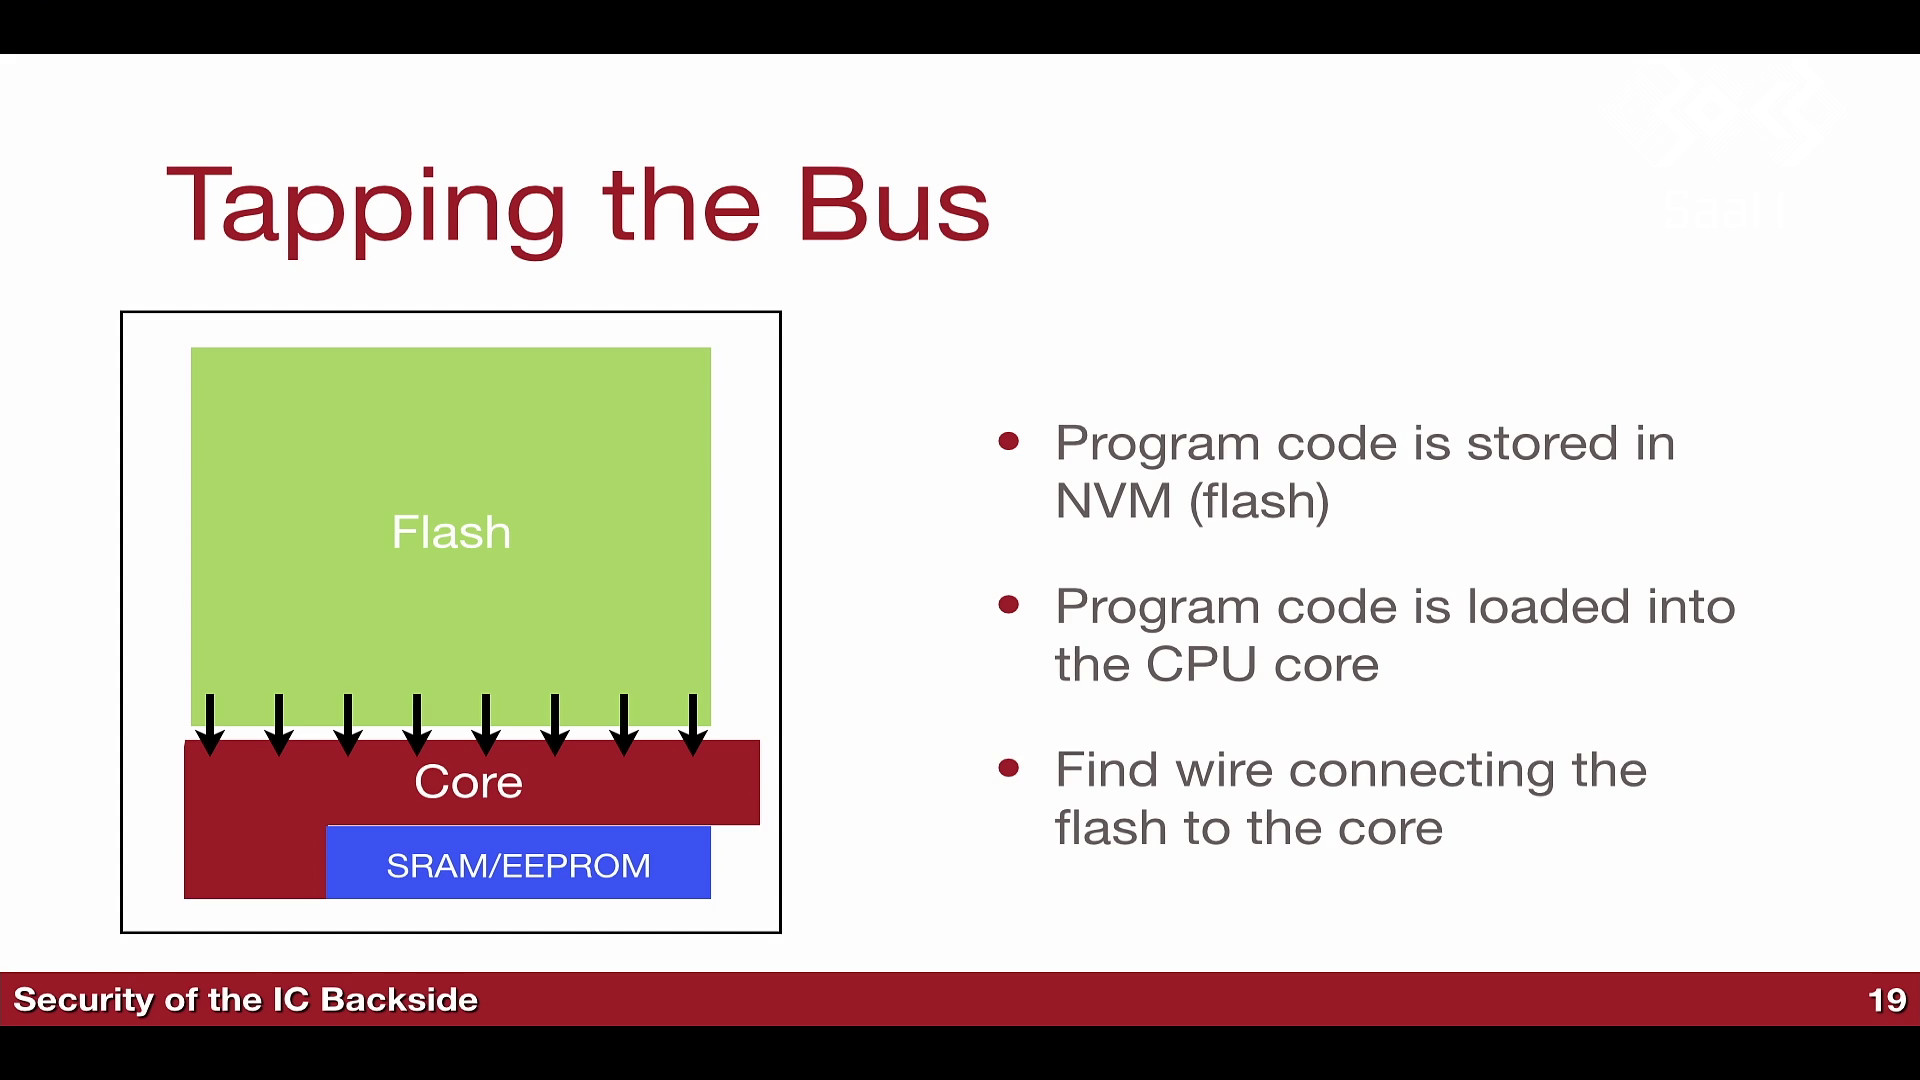 Tapping the Bus
Flash
Core
SRAM/EEPROM
• Program code is stored in
NVM (flash)
• Program code is loaded into
the CPU core
• Find wire connecting the
flash to the core
Security of the IC Backside
19